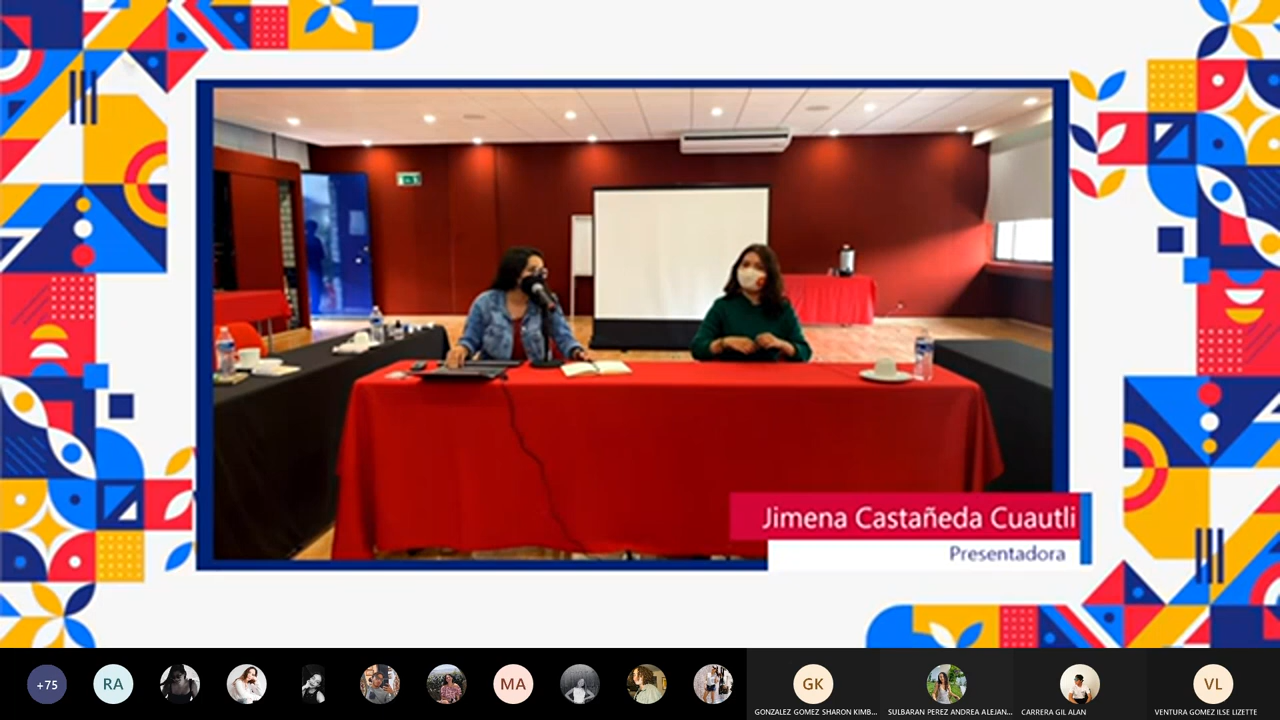 Jimena Castañeda Cuautli
Presentadora
+75
RA
MA
GK
VL
GONZALEZ GOMEZ SHARON KIMB...
SULBARAN PEREZ ANDREA ALEJAN...
CARRERA GIL ALAN
VENTURA GOMEZ ILSE LIZETTE